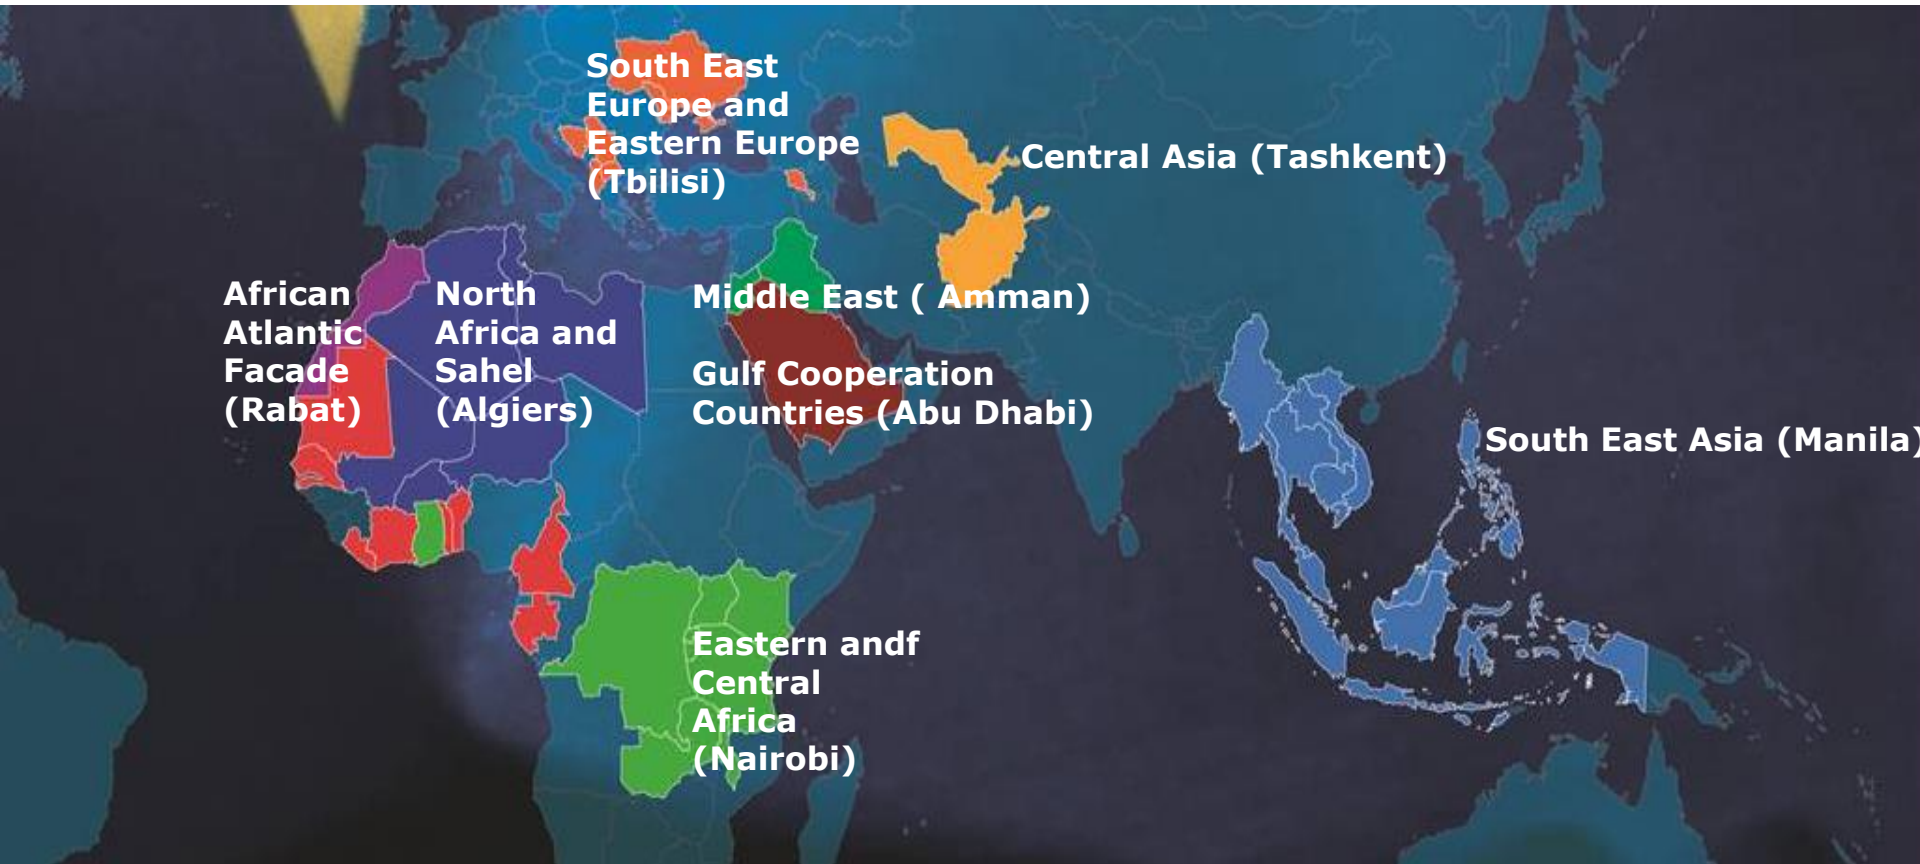 South East
Europe and
Eastern Europe
(Tbilisi)
Central Asia (Tashkent)
African
Atlantic
Facade
(Rabat)
North
Africa and
Sahel
(Algiers)
Middle East ( Amman)
Gulf Cooperation
Countries (Abu Dhabi)
South East Asia (Manila)
Eastern andf
Central
Africa
(Nairobi)